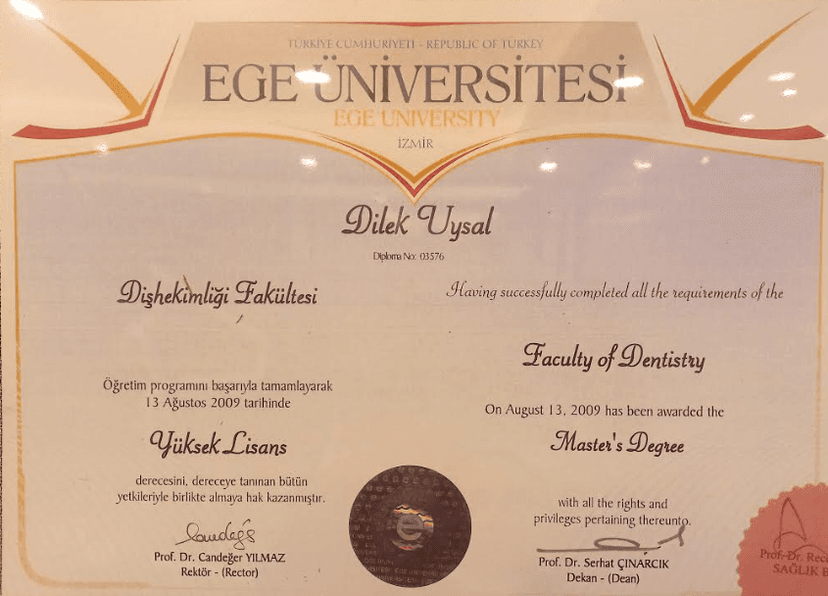 TÜRKİYE CUMHURİYETİ - REPUBLIC OF TURKEY
EGE ÜNİVERSİTESİ
EGE UNIVERSITY
İZMİR
Dilek Uysal
Diploma No: 03576
Dişhekimliği Fakültesi
Öğretim programını başarıyla tamamlayarak
13 Ağustos 2009 tarihinde
Yüksek Lisans
derecesini, dereceye tanınan bütün
yetkileriyle birlikte almaya hak kazanmıştır.
Prof. Dr. Candeğer YILMAZ
Rektör - (Rector)
Having successfully completed all the requirements of the
Faculty of Dentistry
On August 13, 2009 has been awarded the
Master's Degree
with all the rights and
privileges pertaining thereunto.
Prof. Dr. Serhat ÇINARCIK
Dekan - (Dean)
e
Prof. Dr. Rec
SAĞLIK B